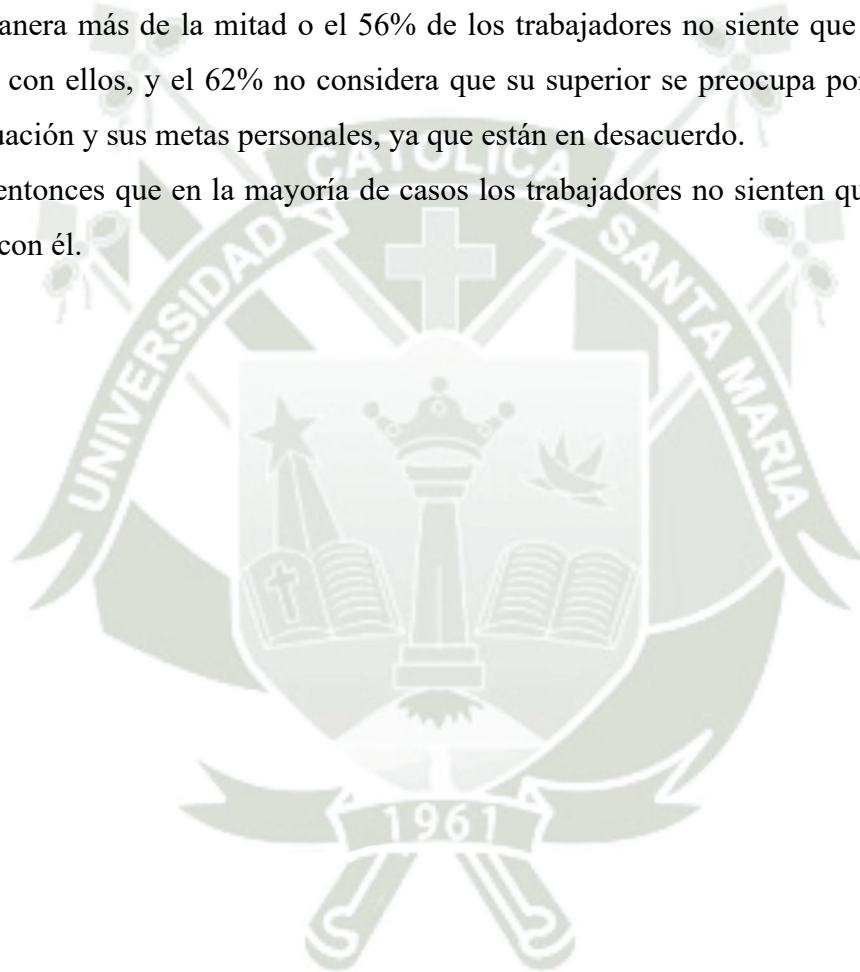 anera más de la mitad o el 56% de los trabajadores no siente que
con ellos, y el 62% no considera que su superior se preocupa por
uación y sus metas personales, ya que están en desacuerdo.
entonces que en la mayoría de casos los trabajadores no sienten qu
con él.
UNIVERSIDAD CATÓLICA SANTA MARIA
1961